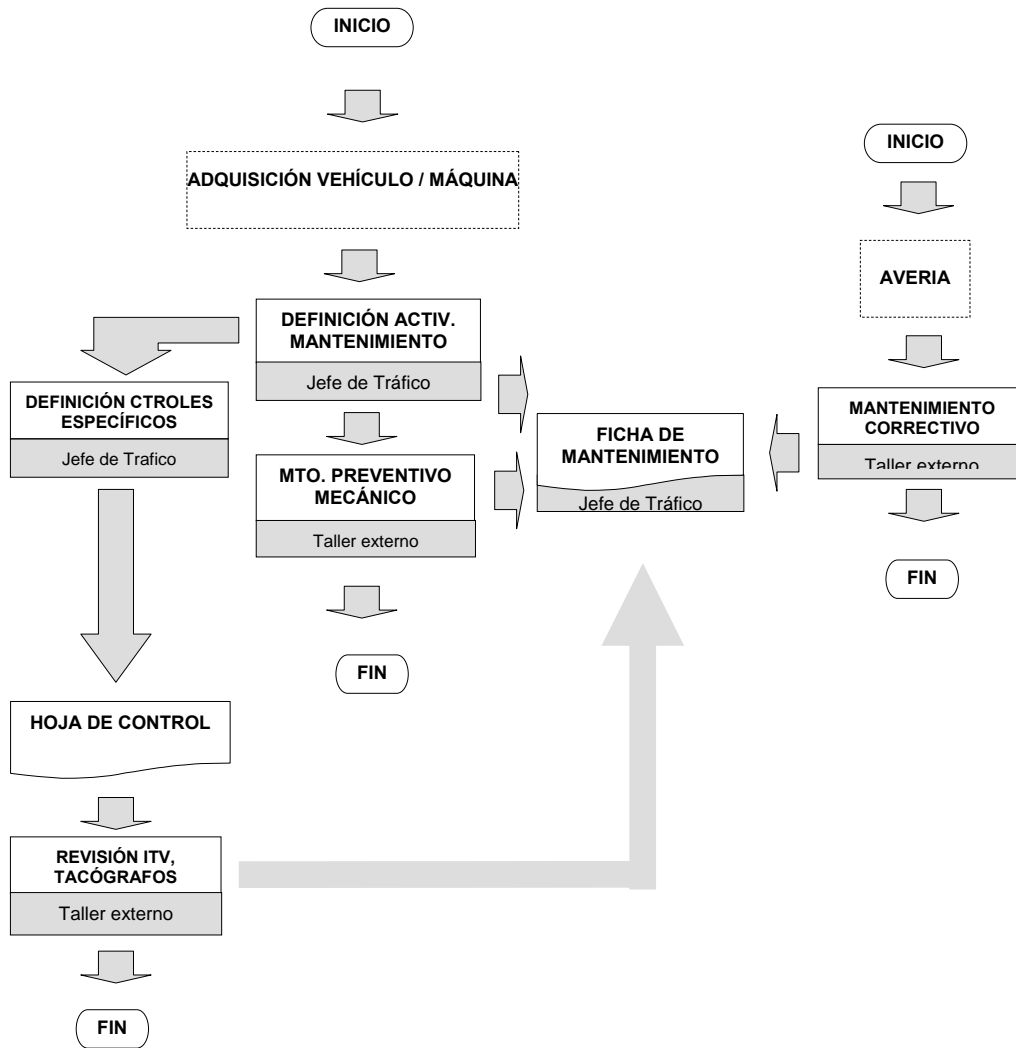 INICIO
ADQUISICIÓN VEHÍCULO / MÁQUINA
DEFINICIÓN ACTIV.
MANTENIMIENTO
Jefe de Tráfico
DEFINICIÓN CTROLES
ESPECÍFICOS
Jefe de Trafico
MTO. PREVENTIVO
MECÁNICO
Taller externo
FIN
FICHA DE
MANTENIMIENTO
Jefe de Tráfico
INICIO
AVERIA
MANTENIMIENTO
CORRECTIVO
Taller externo
FIN
HOJA DE CONTROL
REVISIÓN ITV,
TACÓGRAFOS
Taller externo
FIN